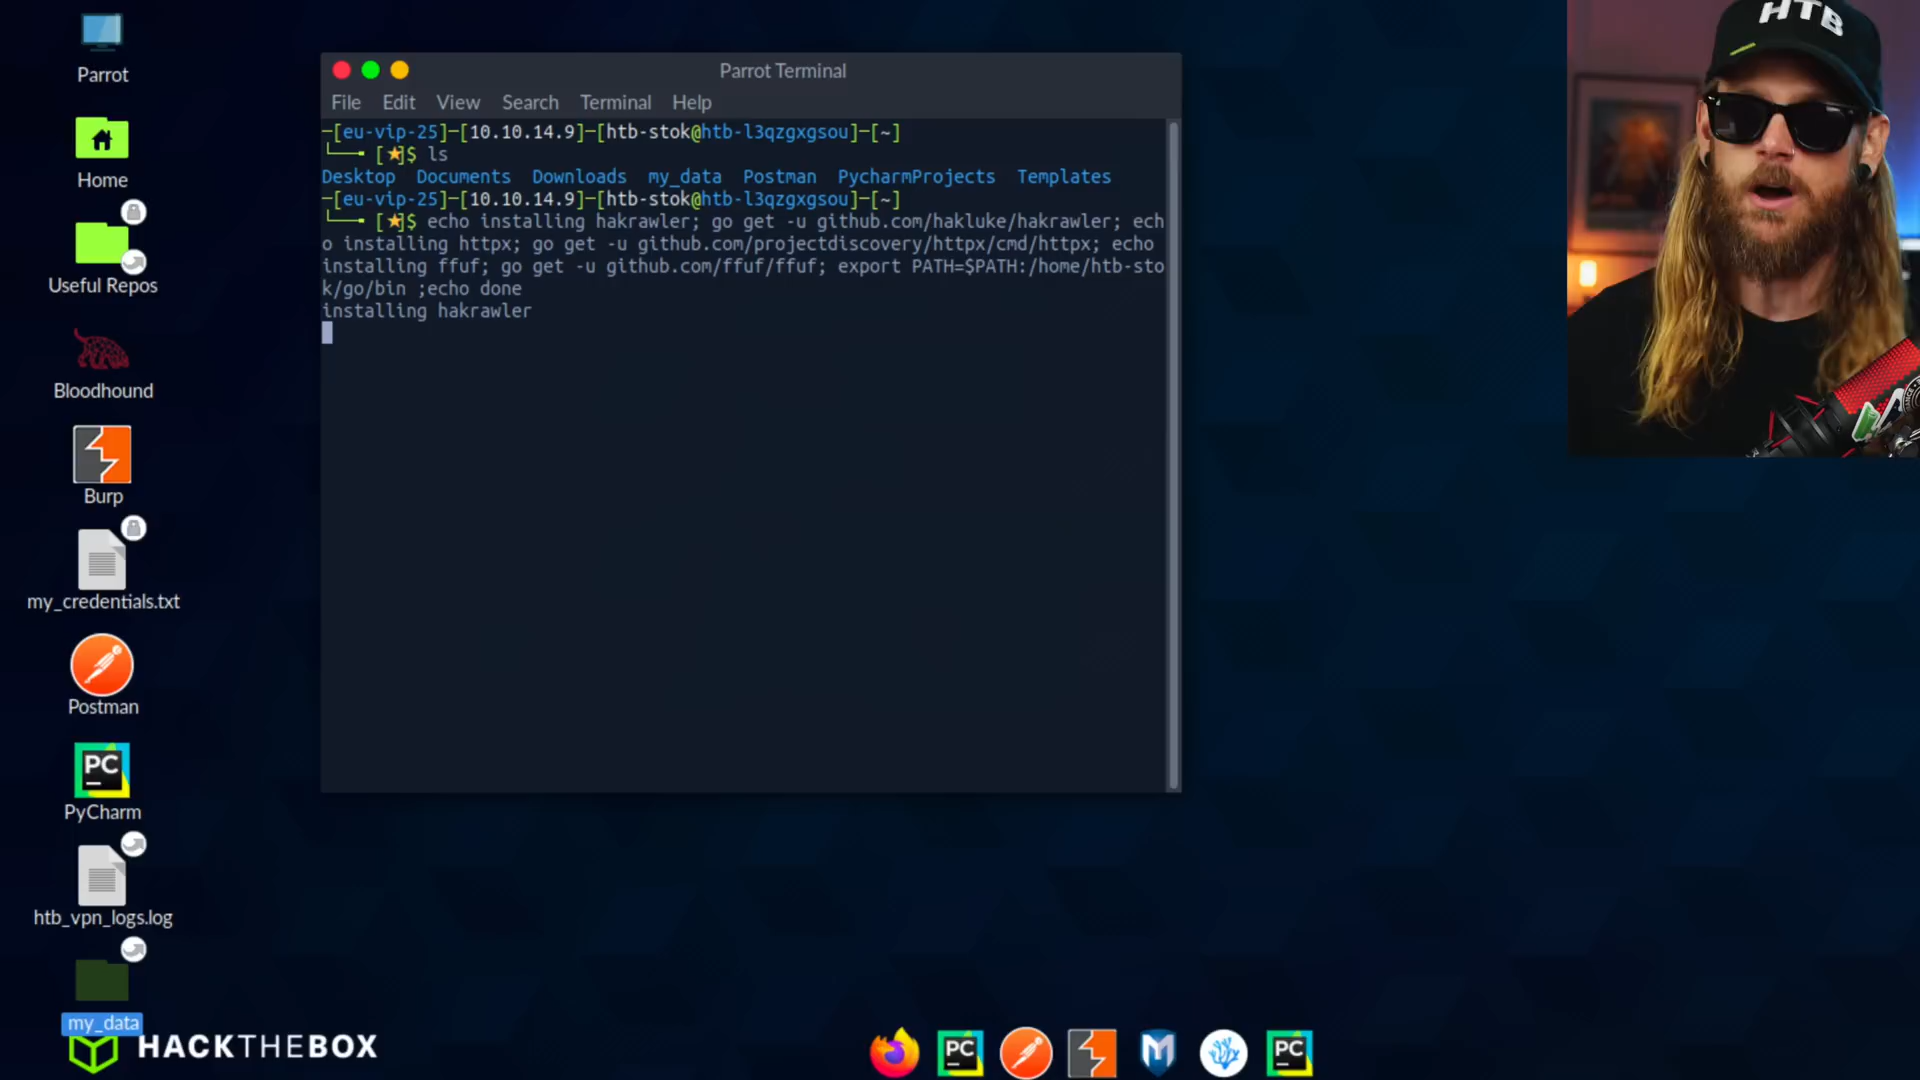 Parrot
Home
Useful Repos
Bloodhound
Burp
my_credentials.txt
Postman
PC
PyCharm
htb_vpn_logs.log
my_data
HACKTHEBOX
Parrot Terminal
File Edit View Search Terminal Help
─[eu-vip-25]─[10.10.14.9]─[htb-stok@htb-l3qzgxgsou]─[~]
└──╼ [★]$ ls
Desktop Documents Downloads my_data Postman PycharmProjects Templates
─[eu-vip-25]─[10.10.14.9]─[htb-stok@htb-l3qzgxgsou]─[~]
└──╼ [★]$ echo installing hakrawler; go get -u github.com/hakluke/hakrawler; ech
o installing httpx; go get -u github.com/projectdiscovery/httpx/cmd/httpx; echo
installing ffuf; go get -u github.com/ffuf/ffuf; export PATH=$PATH:/home/htb-sto
k/go/bin ;echo done
installing hakrawler
HTB
PC
PC